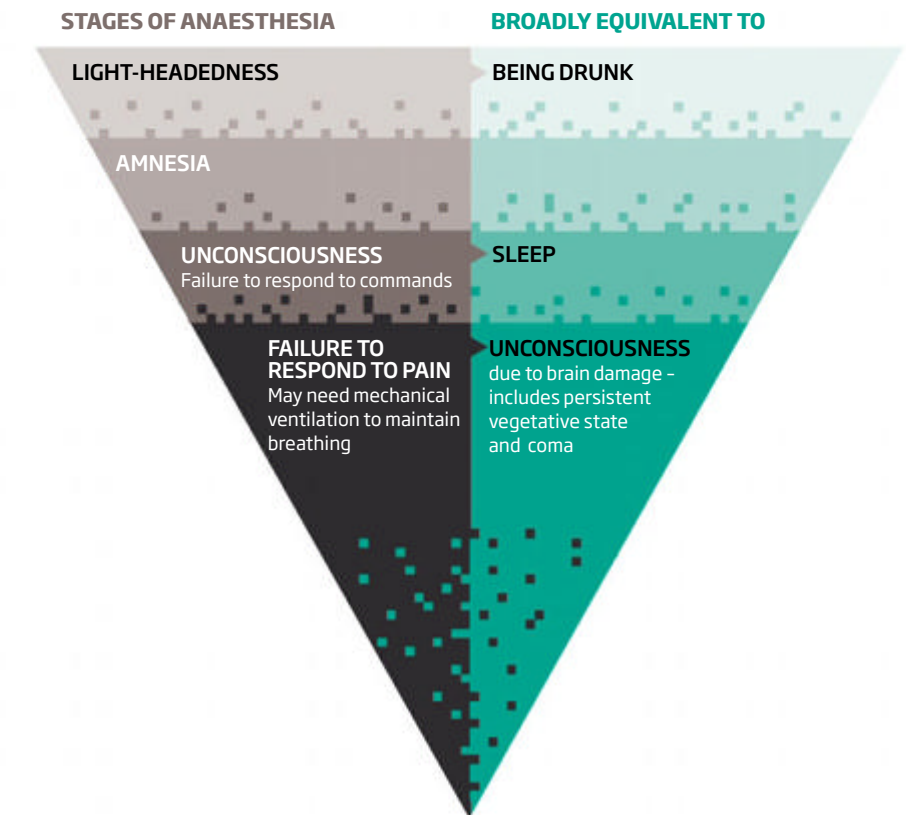 STAGES OF ANAESTHESIA
BROADLY EQUIVALENT TO
LIGHT-HEADEDNESS
BEING DRUNK
AMNESIA
UNCONSCIOUSNESS
Failure to respond to commands
SLEEP
FAILURE TO
RESPOND TO PAIN
May need mechanical
ventilation to maintain
breathing
UNCONSCIOUSNESS
due to brain damage –
includes persistent
vegetative state
and coma